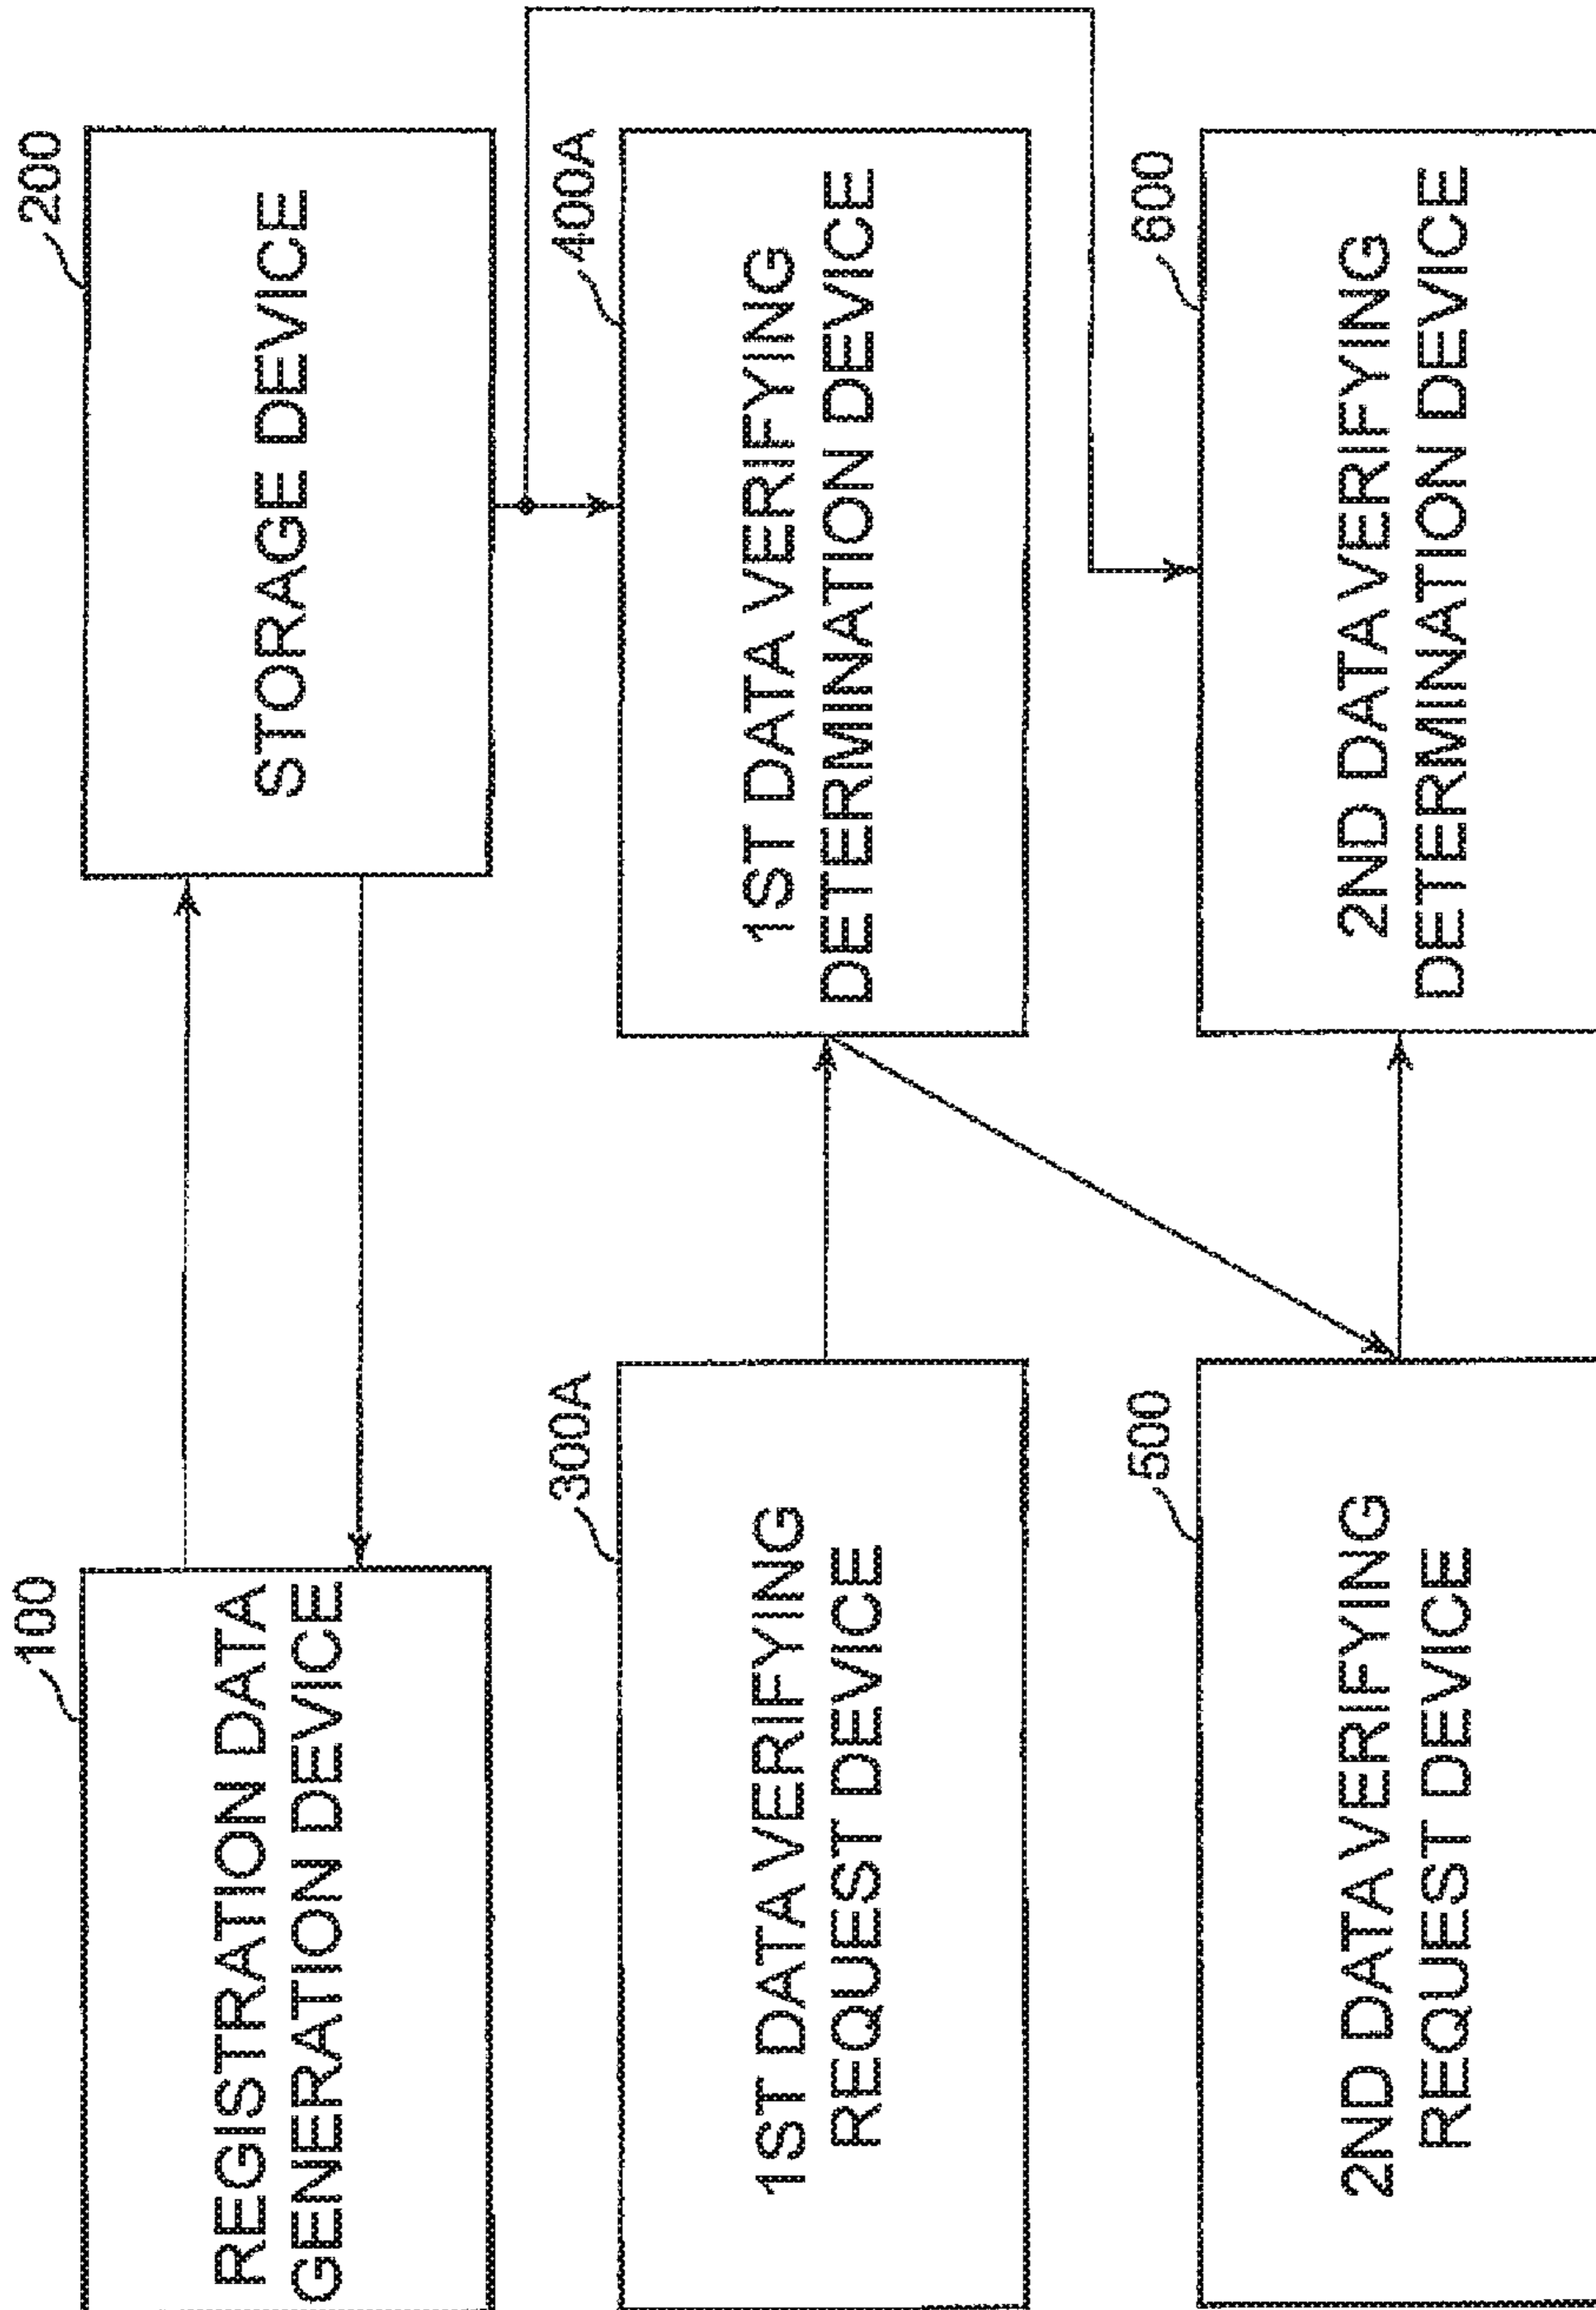 100
REGISTRATION DATA
GENERATION DEVICE
200
STORAGE DEVICE
300A
1ST DATA VERIFYING
REQUEST DEVICE
400A
1ST DATA VERIFYING
DETERMINATION DEVICE
500
2ND DATA VERIFYING
REQUEST DEVICE
600
2ND DATA VERIFYING
DETERMINATION DEVICE